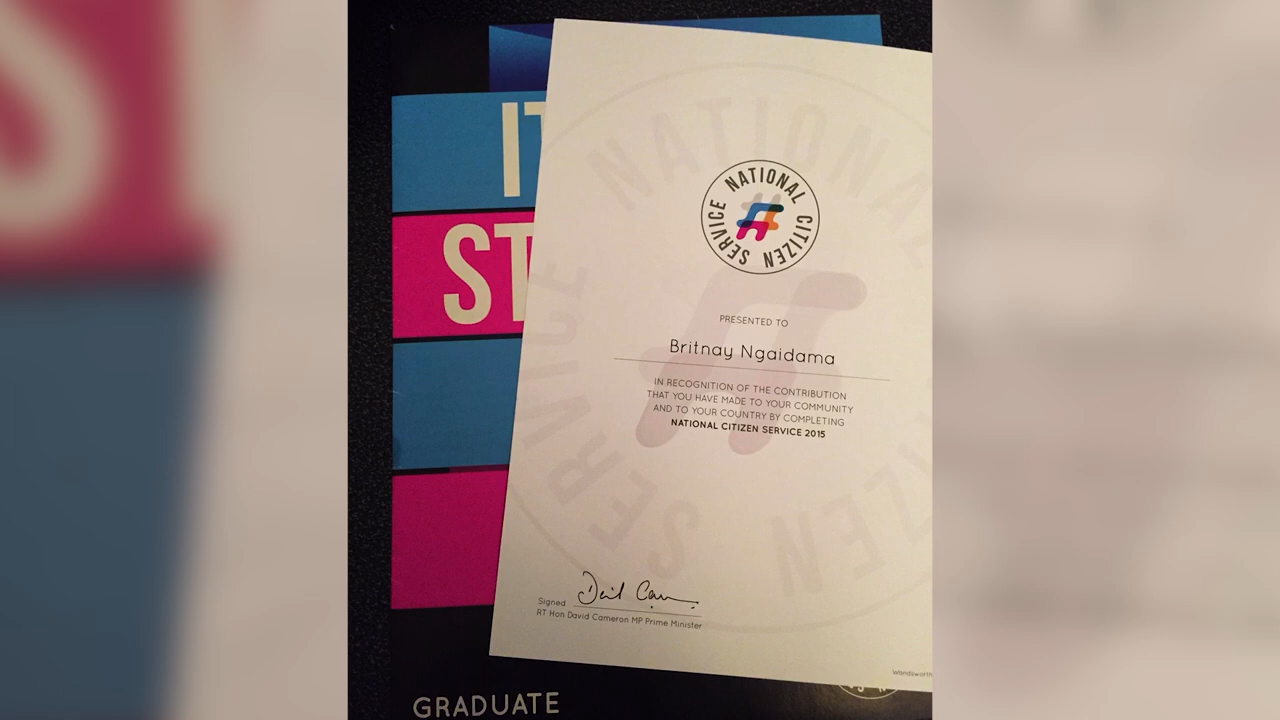 IT
ST
NATIONAL CITIZEN SERVICE
PRESENTED TO
Britnay Ngaidama
IN RECOGNITION OF THE CONTRIBUTION
THAT YOU HAVE MADE TO YOUR COMMUNITY
AND TO YOUR COUNTRY BY COMPLETING
NATIONAL CITIZEN SERVICE 2015
Signed
RT Hon David Cameron MP Prime Minister
Wandsworth
GRADUATE